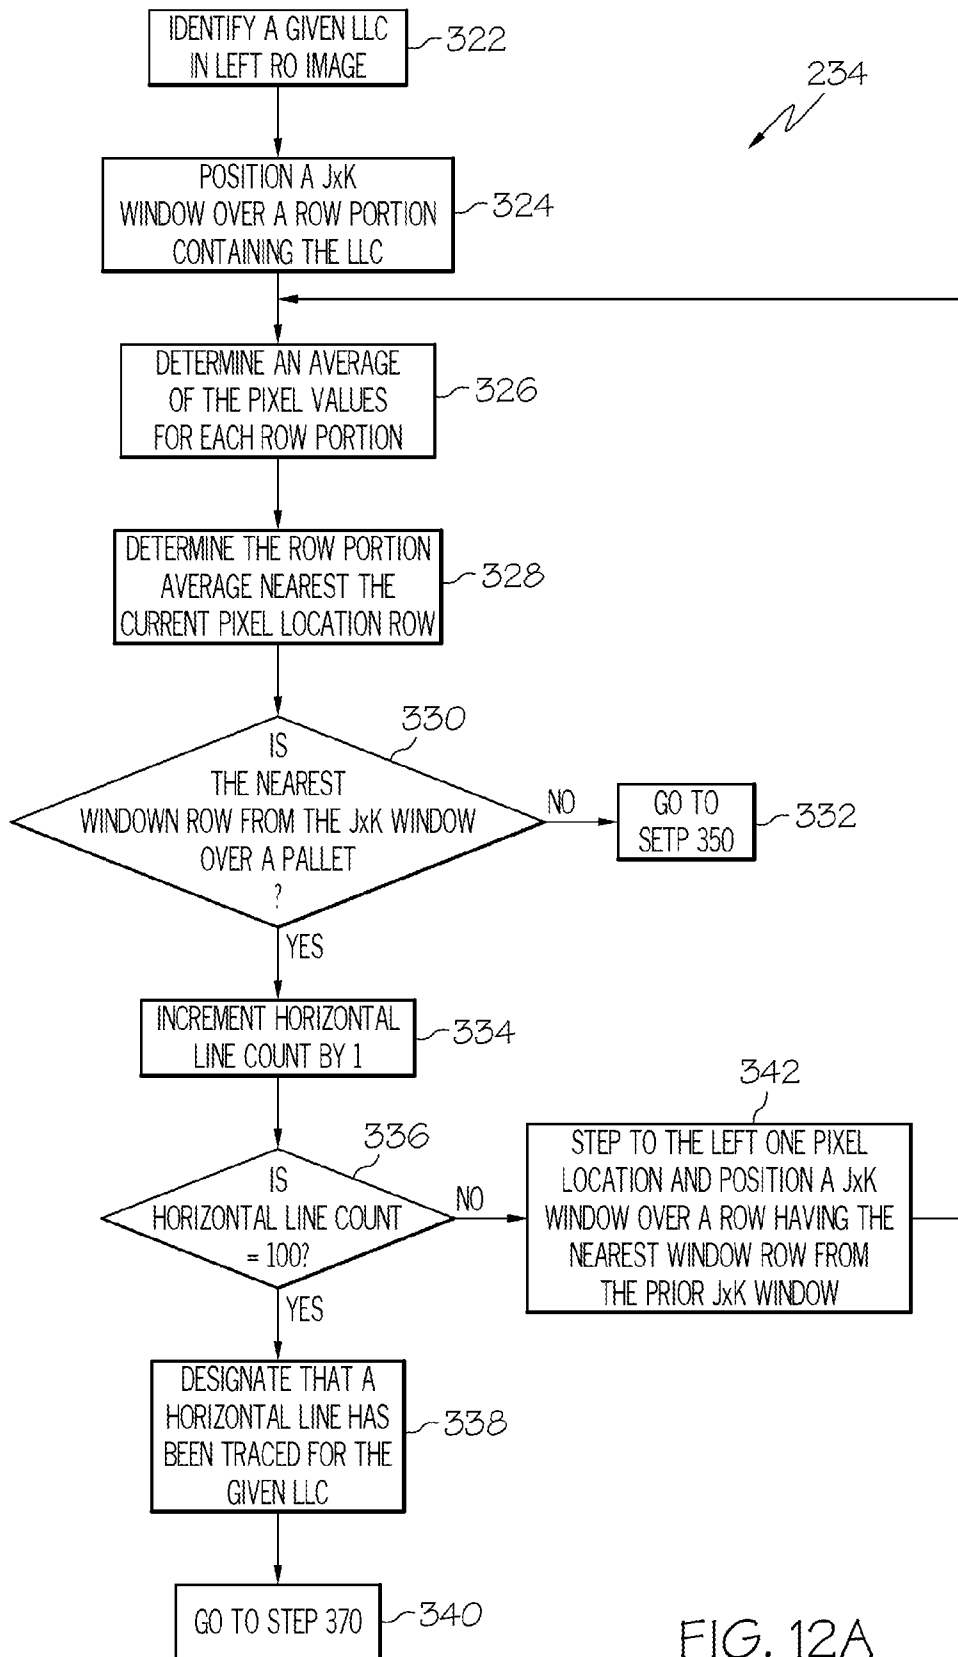 IDENTIFY A GIVEN LLC
IN LEFT RO IMAGE
322
234
POSITION A JxK
WINDOW OVER A ROW PORTION
CONTAINING THE LLC
324
DETERMINE AN AVERAGE
OF THE PIXEL VALUES
FOR EACH ROW PORTION
326
DETERMINE THE ROW PORTION
AVERAGE NEAREST THE
CURRENT PIXEL LOCATION ROW
328
330
IS
THE NEAREST
WINDOWN ROW FROM THE JxK WINDOW
OVER A PALLET
?
NO
GO TO
SETP 350
332
YES
INCREMENT HORIZONTAL
LINE COUNT BY 1
334
336
IS
HORIZONTAL LINE COUNT
= 100?
NO
342
STEP TO THE LEFT ONE PIXEL
LOCATION AND POSITION A JxK
WINDOW OVER A ROW HAVING THE
NEAREST WINDOW ROW FROM
THE PRIOR JxK WINDOW
YES
DESIGNATE THAT A
HORIZONTAL LINE HAS
BEEN TRACED FOR THE
GIVEN LLC
338
GO TO STEP 370
340
FIG. 12A